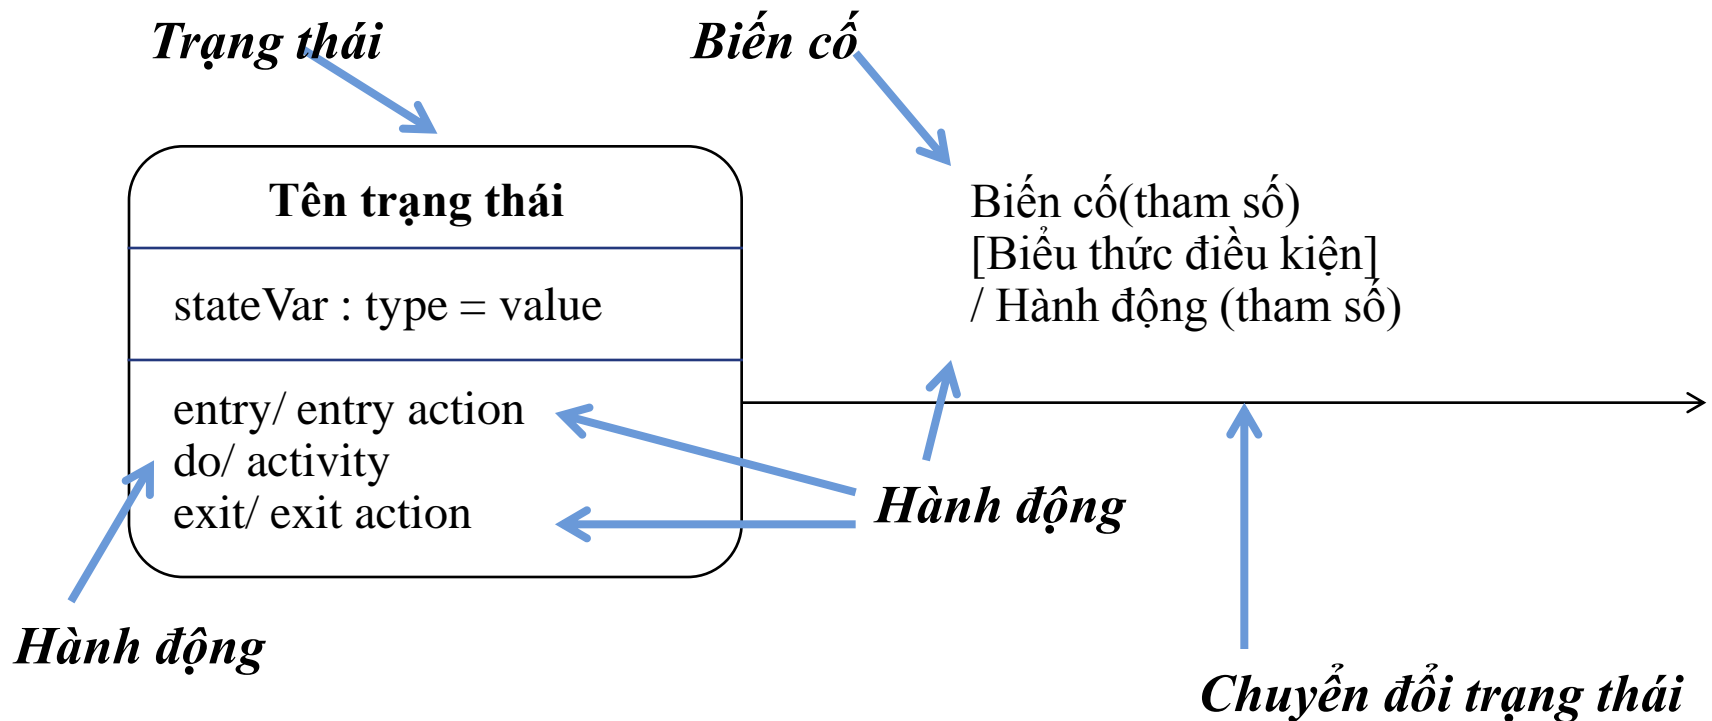 Trạng thái
Biến cố
Tên trạng thái
stateVar : type = value
entry/ entry action
do/ activity
exit/ exit action
Biến cố(tham số)
[Biểu thức điều kiện]
/ Hành động (tham số)
Hành động
Hành động
Chuyển đổi trạng thái